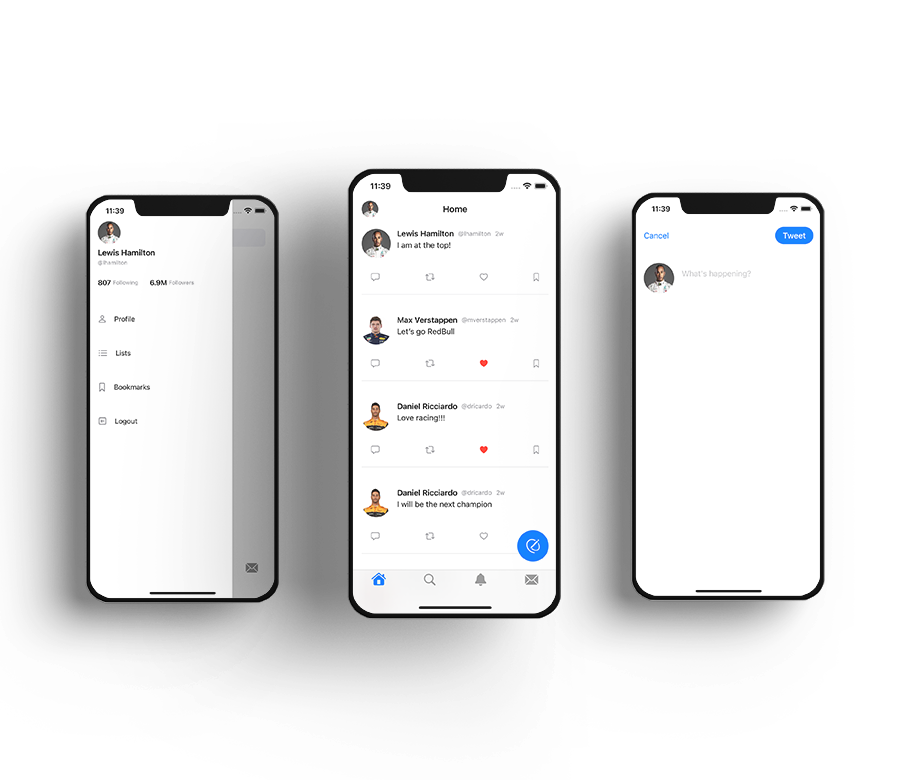 11:39
Lewis Hamilton
@lhamilton
807 Following 6.9M Followers
Profile
Lists
Bookmarks
Logout
11:39
Home
Lewis Hamilton @lhamilton 2w
I am at the top!
Max Verstappen @mverstappen 2w
Let's go RedBull
Daniel Ricciardo @dricardo 2w
Love racing!!!
Daniel Ricciardo @dricardo 2w
I will be the next champion
11:39
Cancel
Tweet
What's happening?